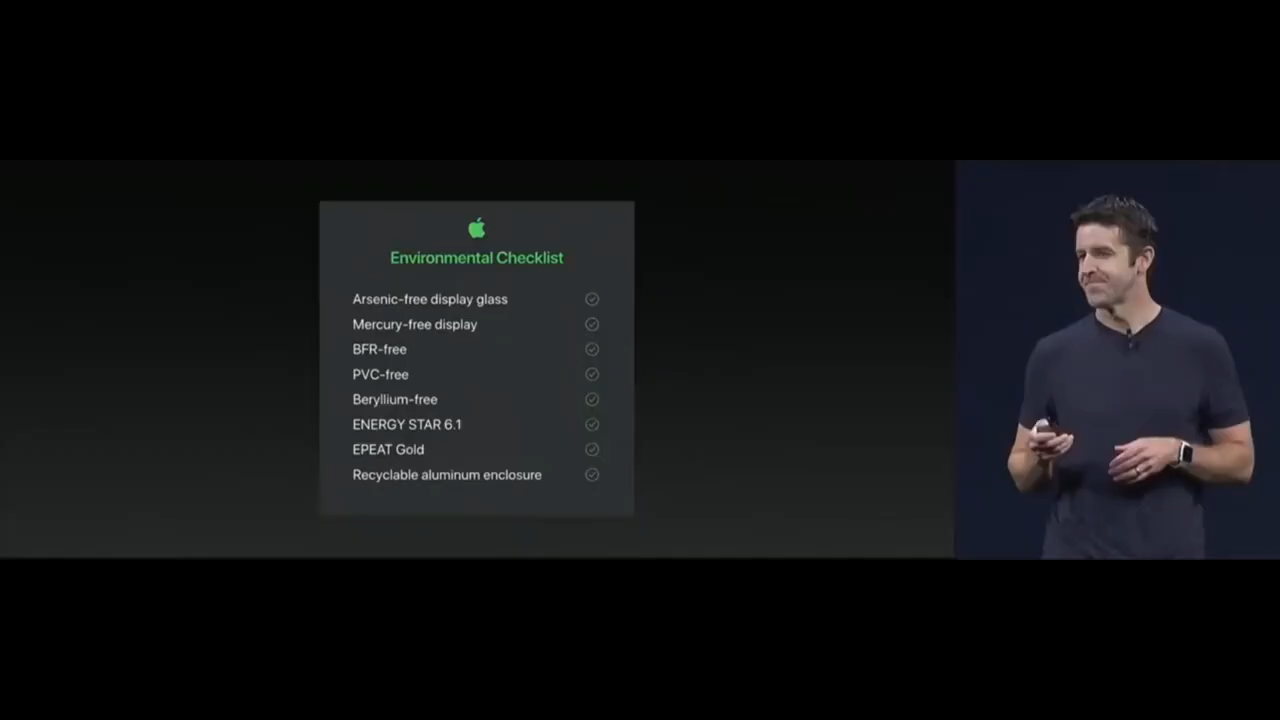 Environmental Checklist
Arsenic-free display glass
Mercury-free display
BFR-free
PVC-free
Beryllium-free
ENERGY STAR 6.1
EPEAT Gold
Recyclable aluminum enclosure